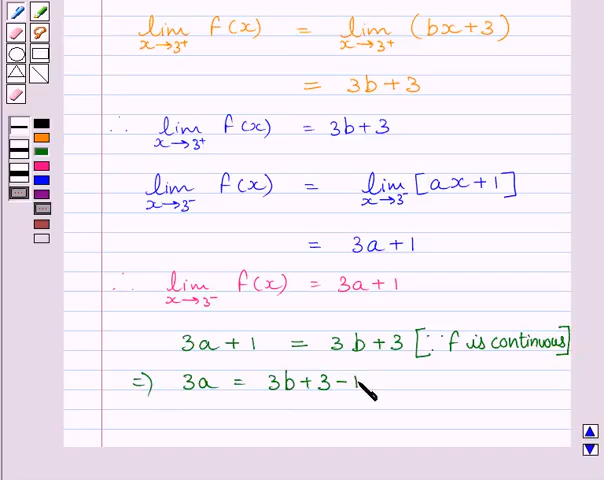 lim f(x) = lim (bx+3)
x→3⁺ x→3⁺
= 3b+3
∴ lim f(x) = 3b+3
x→3⁺
lim f(x) = lim [ax+1]
x→3⁻ x→3⁻
= 3a+1
∴ lim f(x) = 3a+1
x→3⁻
3a+1 = 3b+3 [∵ f is continuous]
⇒) 3a = 3b+3-1